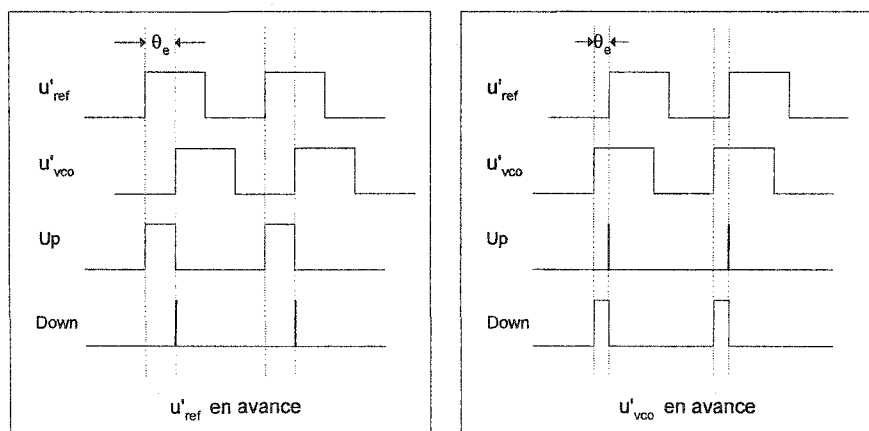 θe
u'ref
u'vco
Up
Down
u'ref en avance
θe
u'ref
u'vco
Up
Down
u'vco en avance